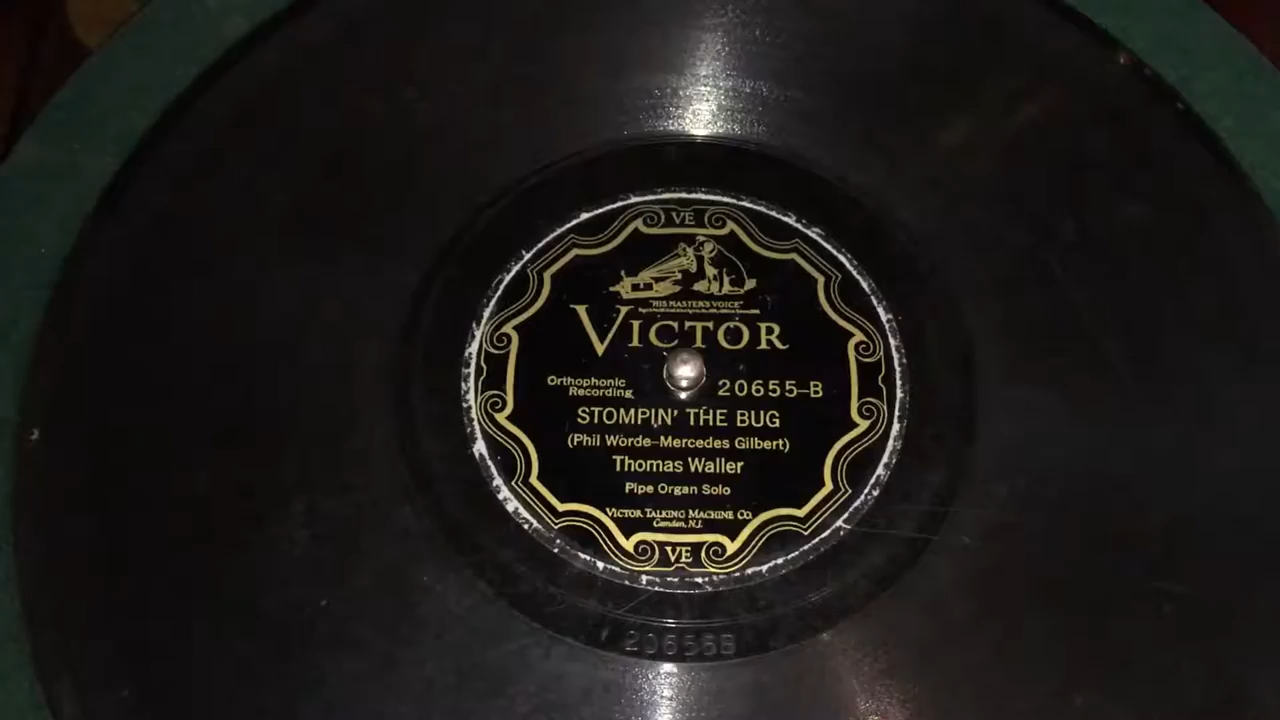 VE
"HIS MASTER'S VOICE"
VICTOR
Orthophonic
Recording
20655-B
STOMPIN' THE BUG
(Phil Worde-Mercedes Gilbert)
Thomas Waller
Pipe Organ Solo
VICTOR TALKING MACHINE CO.
Camden, N.J.
VE
20655B